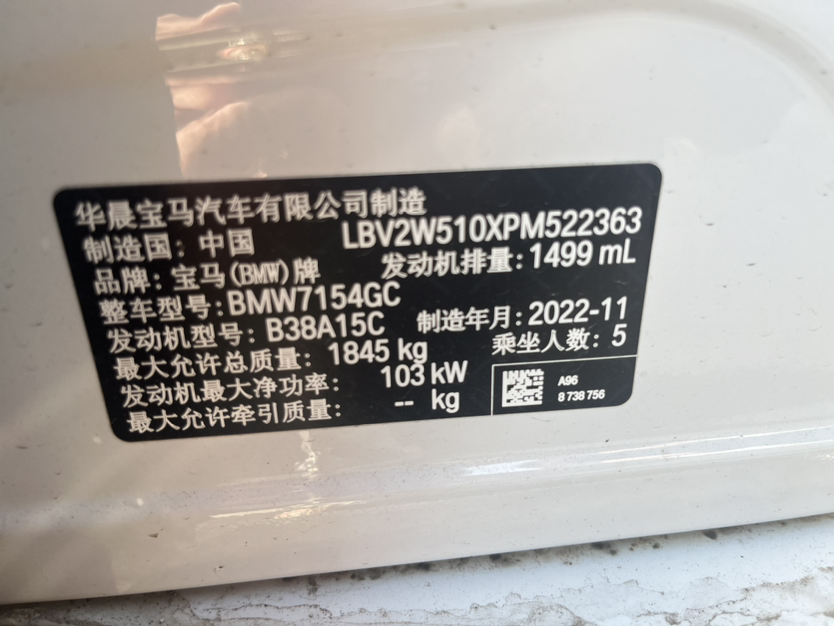 华晨宝马汽车有限公司制造
制造国: 中国 LBV2W510XPM522363
品牌: 宝马(BMW)牌 发动机排量: 1499 mL
整车型号: BMW7154GC
发动机型号: B38A15C 制造年月: 2022-11
最大允许总质量: 1845 kg 乘坐人数: 5
发动机最大净功率: 103 kW
最大允许牵引质量: -- kg
A96
8 738 756